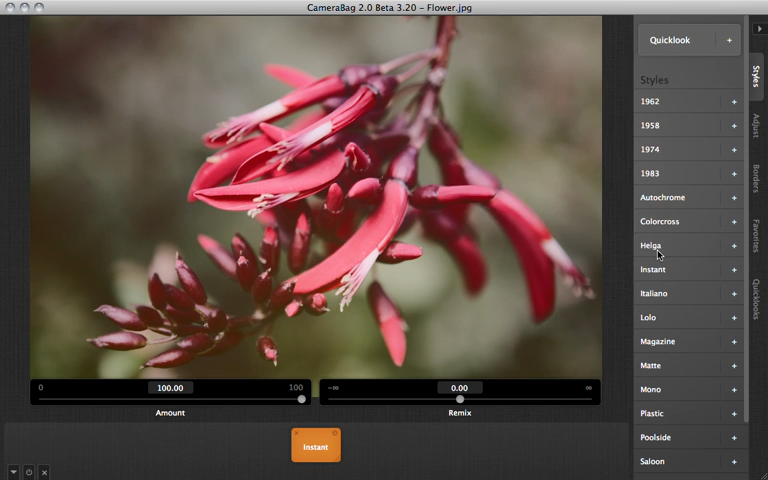 CameraBag 2.0 Beta 3.20 – Flower.jpg
Quicklook +
Styles
1962 +
1958 +
1974 +
1983 +
Autochrome +
Colorcross +
Helga +
Instant +
Italiano +
Lolo +
Magazine +
Matte +
Mono +
Plastic +
Poolside +
Saloon +
Styles
Adjust
Borders
Favorites
Quicklooks
0 100.00 100
Amount
-∞ 0.00 ∞
Remix
Instant